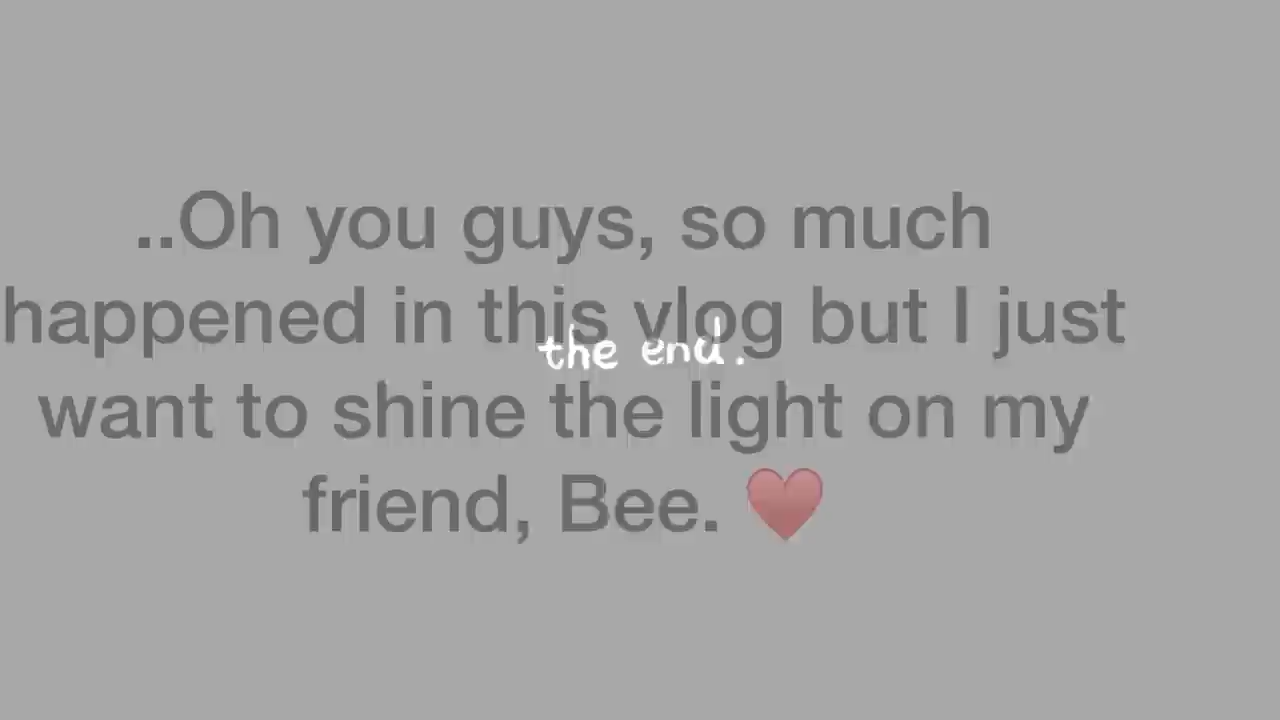 ..Oh you guys, so much
happened in this vlog but I just
the end.
want to shine the light on my
friend, Bee. ♥️